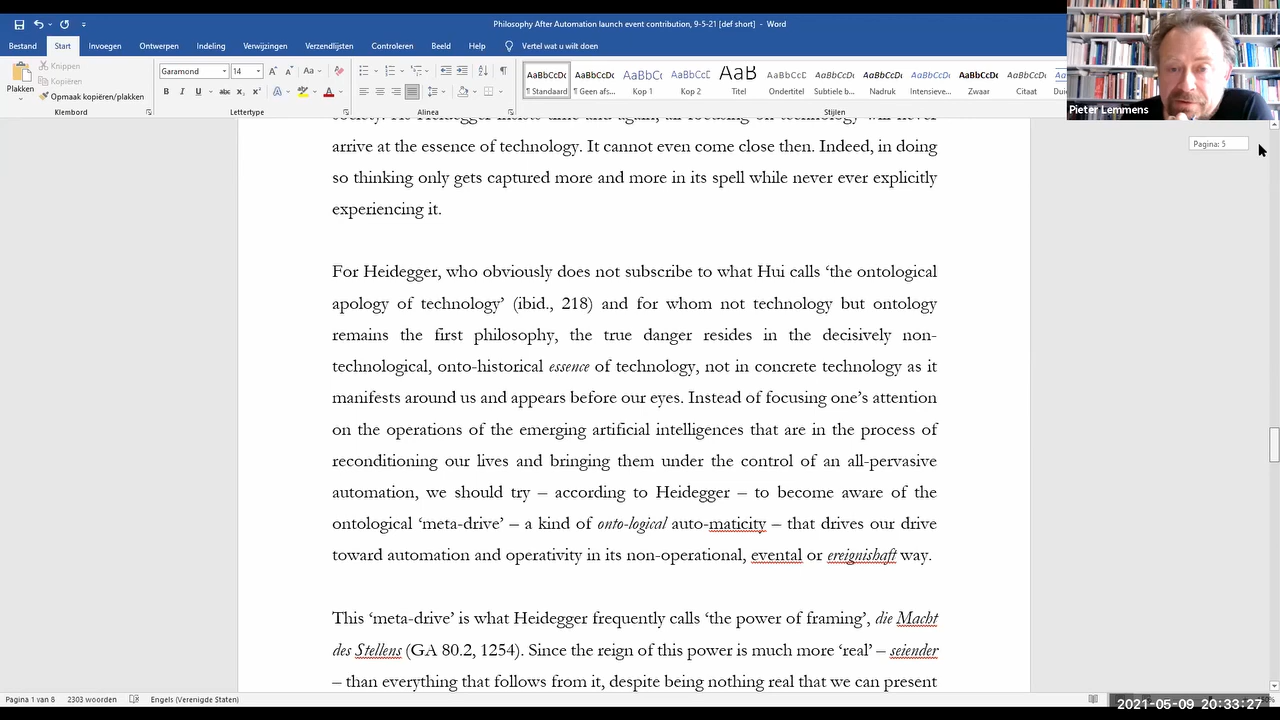 Philosophy After Automation launch event contribution, 9-5-21 [def short] - Word
Bestand Start Invoegen Ontwerpen Indeling Verwijzingen Verzendlijsten Controleren Beeld Help Vertel wat u wilt doen
Plakken
Knippen
Kopiëren
Opmaak kopiëren/plakken
Klembord
Garamond 14
Lettertype
Alinea
AaBbCcDc AaBbCcDc AaBbCc AaBbCcC AaB AaBbCcDc AaBbCcDc AaBbCcDc AaBbCcDc AaBbCcDc AaBbCcDc
¶ Standaard ¶ Geen afs... Kop 1 Kop 2 Titel Ondertitel Subtiele b... Nadruk Intensieve... Zwaar Citaat
Stijlen
Pieter Lemmens
Pagina: 5
arrive at the essence of technology. It cannot even come close then. Indeed, in doing
so thinking only gets captured more and more in its spell while never ever explicitly
experiencing it.
For Heidegger, who obviously does not subscribe to what Hui calls ‘the ontological
apology of technology’ (ibid., 218) and for whom not technology but ontology
remains the first philosophy, the true danger resides in the decisively non-
technological, onto-historical essence of technology, not in concrete technology as it
manifests around us and appears before our eyes. Instead of focusing one’s attention
on the operations of the emerging artificial intelligences that are in the process of
reconditioning our lives and bringing them under the control of an all-pervasive
automation, we should try – according to Heidegger – to become aware of the
ontological ‘meta-drive’ – a kind of onto-logical auto-maticity – that drives our drive
toward automation and operativity in its non-operational, evental or ereignishaft way.
This ‘meta-drive’ is what Heidegger frequently calls ‘the power of framing’, die Macht
des Stellens (GA 80.2, 1254). Since the reign of this power is much more ‘real’ – seiender
– than everything that follows from it, despite being nothing real that we can present
Pagina 1 van 8 2303 woorden Engels (Verenigde Staten)
2021-05-09 20:33:27